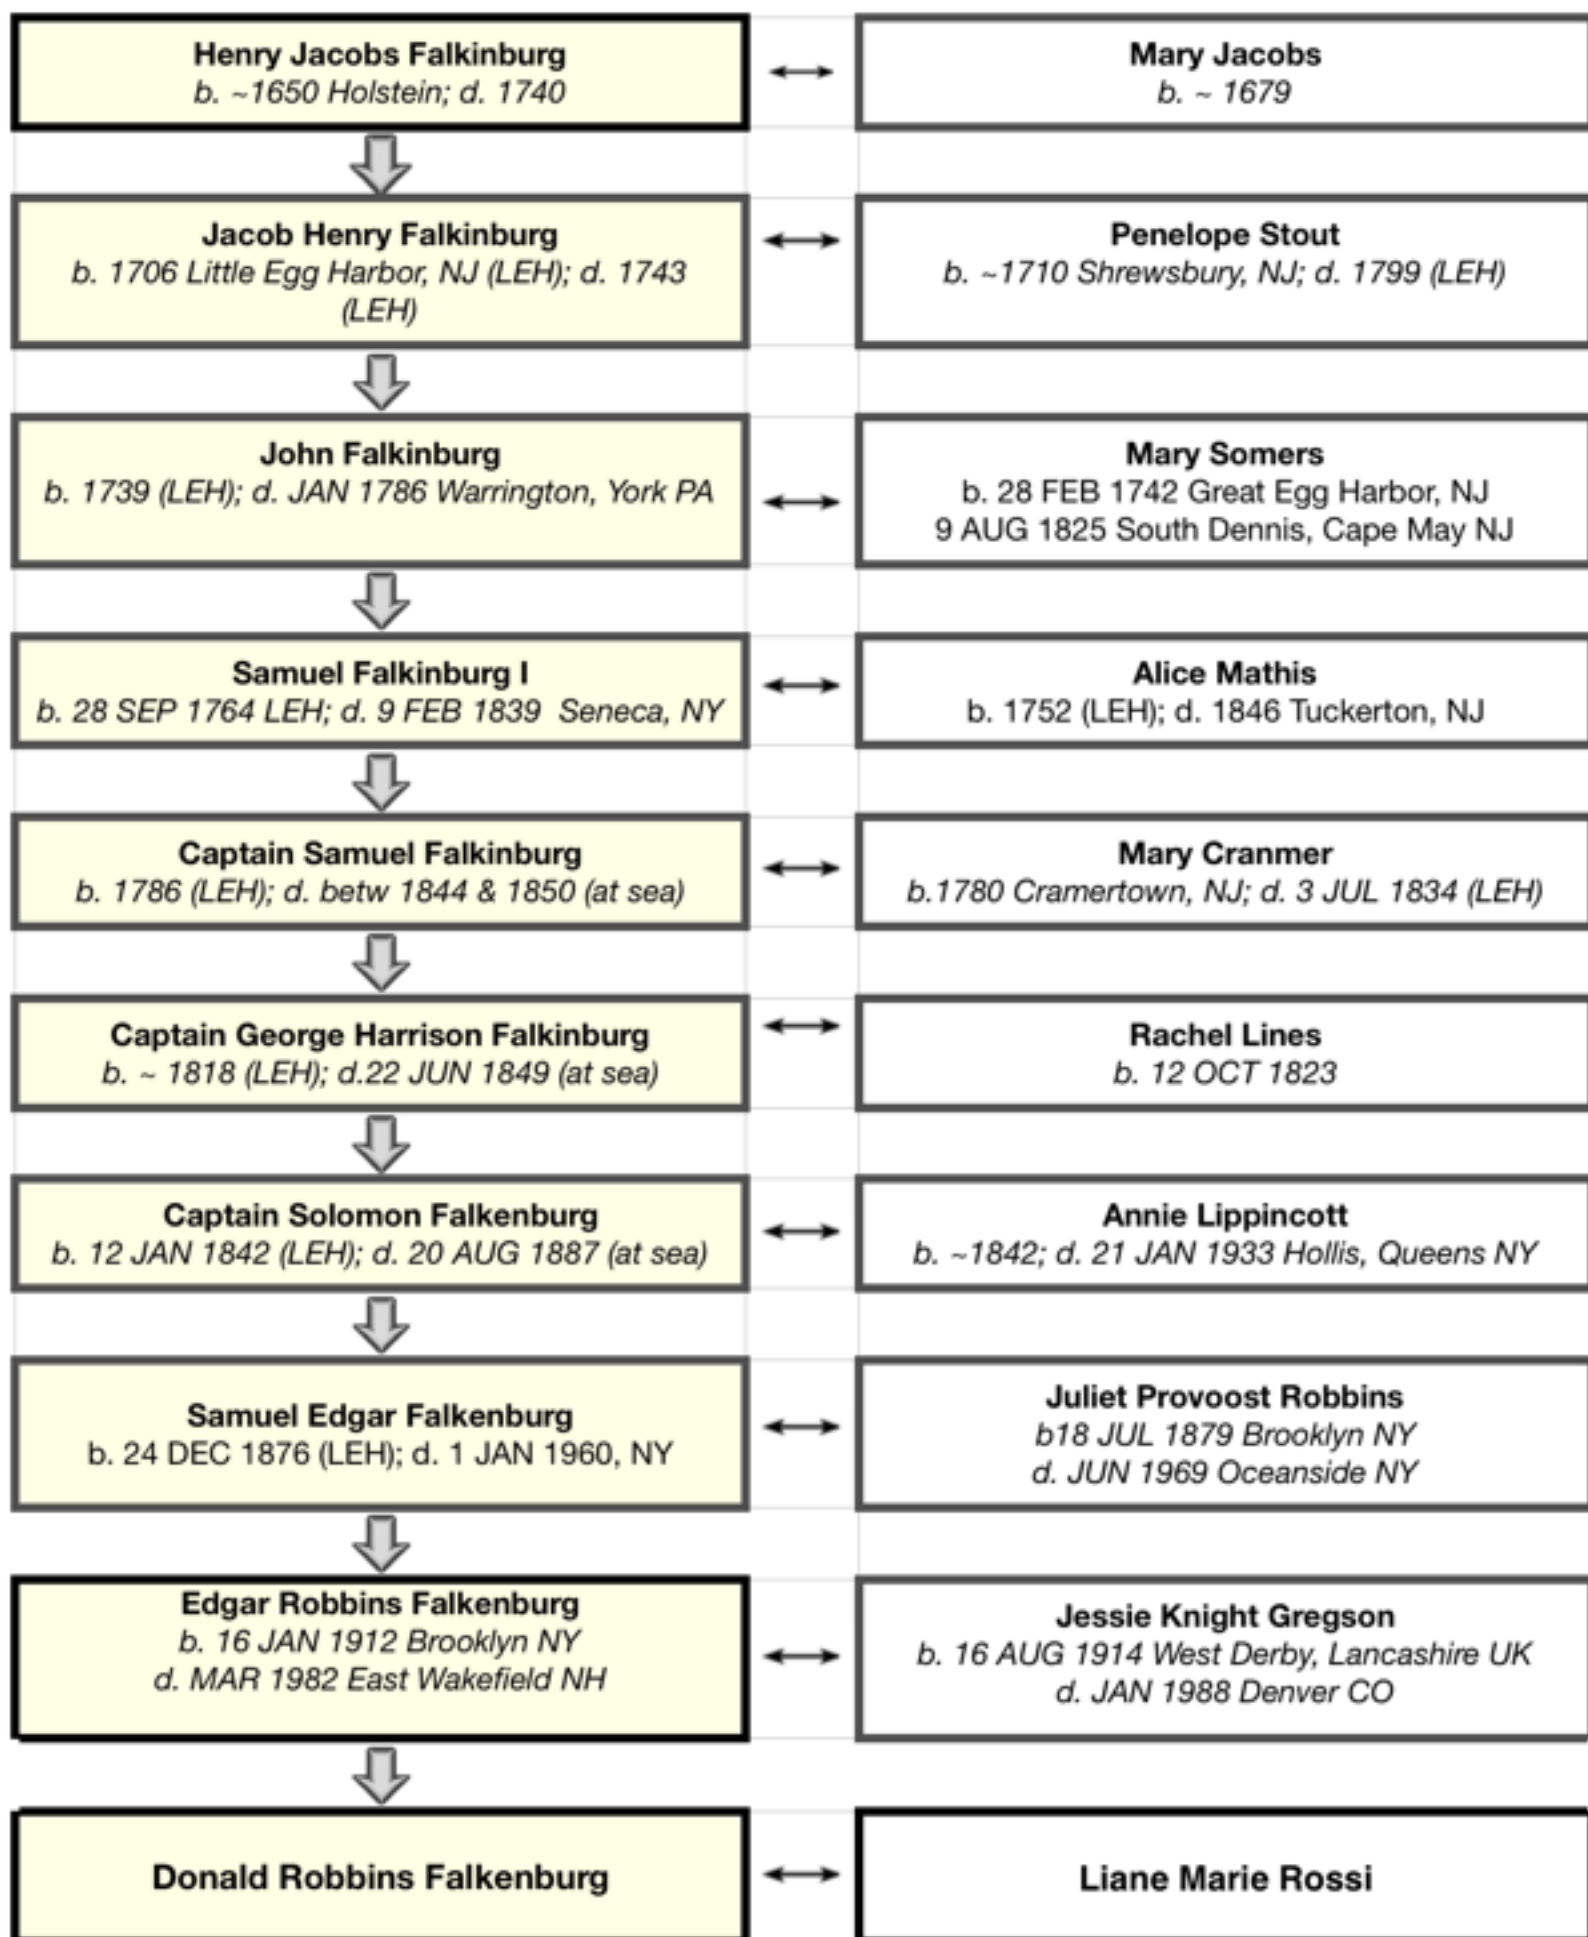 Henry Jacobs Falkinburg
b. ~1650 Holstein; d. 1740
Mary Jacobs
b. ~ 1679
Jacob Henry Falkinburg
b. 1706 Little Egg Harbor, NJ (LEH); d. 1743
(LEH)
Penelope Stout
b. ~1710 Shrewsbury, NJ; d. 1799 (LEH)
John Falkinburg
b. 1739 (LEH); d. JAN 1786 Warrington, York PA
Mary Somers
b. 28 FEB 1742 Great Egg Harbor, NJ
9 AUG 1825 South Dennis, Cape May NJ
Samuel Falkinburg I
b. 28 SEP 1764 LEH; d. 9 FEB 1839 Seneca, NY
Alice Mathis
b. 1752 (LEH); d. 1846 Tuckerton, NJ
Captain Samuel Falkinburg
b. 1786 (LEH); d. betw 1844 & 1850 (at sea)
Mary Cranmer
b.1780 Cramertown, NJ; d. 3 JUL 1834 (LEH)
Captain George Harrison Falkinburg
b. ~ 1818 (LEH); d.22 JUN 1849 (at sea)
Rachel Lines
b. 12 OCT 1823
Captain Solomon Falkenburg
b. 12 JAN 1842 (LEH); d. 20 AUG 1887 (at sea)
Annie Lippincott
b. ~1842; d. 21 JAN 1933 Hollis, Queens NY
Samuel Edgar Falkenburg
b. 24 DEC 1876 (LEH); d. 1 JAN 1960, NY
Juliet Provoost Robbins
b18 JUL 1879 Brooklyn NY
d. JUN 1969 Oceanside NY
Edgar Robbins Falkenburg
b. 16 JAN 1912 Brooklyn NY
d. MAR 1982 East Wakefield NH
Jessie Knight Gregson
b. 16 AUG 1914 West Derby, Lancashire UK
d. JAN 1988 Denver CO
Donald Robbins Falkenburg
Liane Marie Rossi